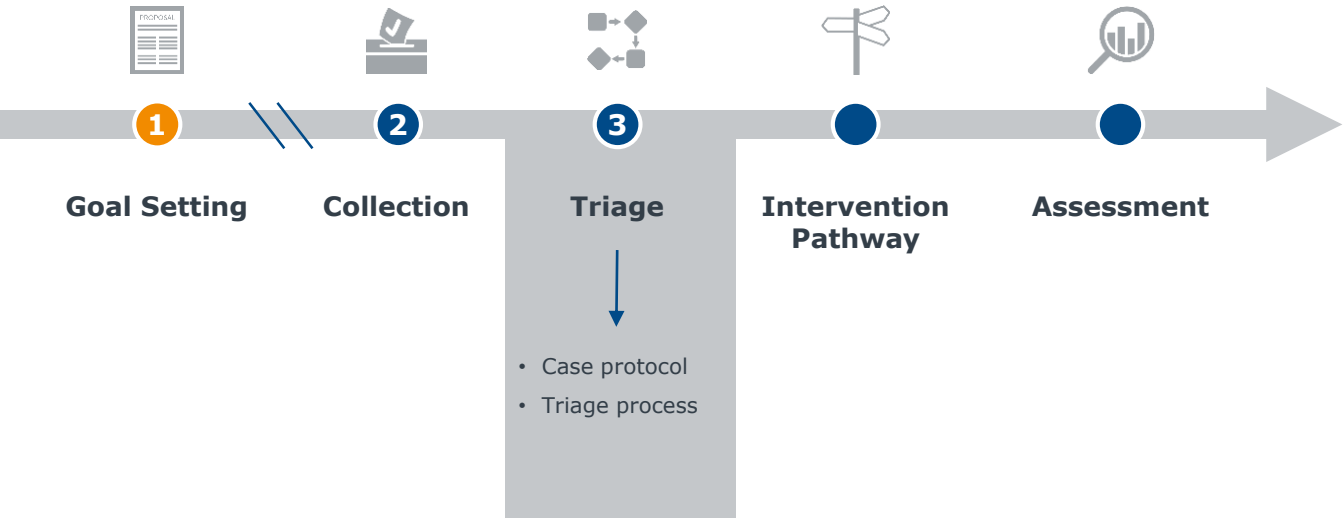 PROPOSAL
1
2
3
Goal Setting
Collection
Triage
Intervention
Pathway
Assessment
• Case protocol
• Triage process